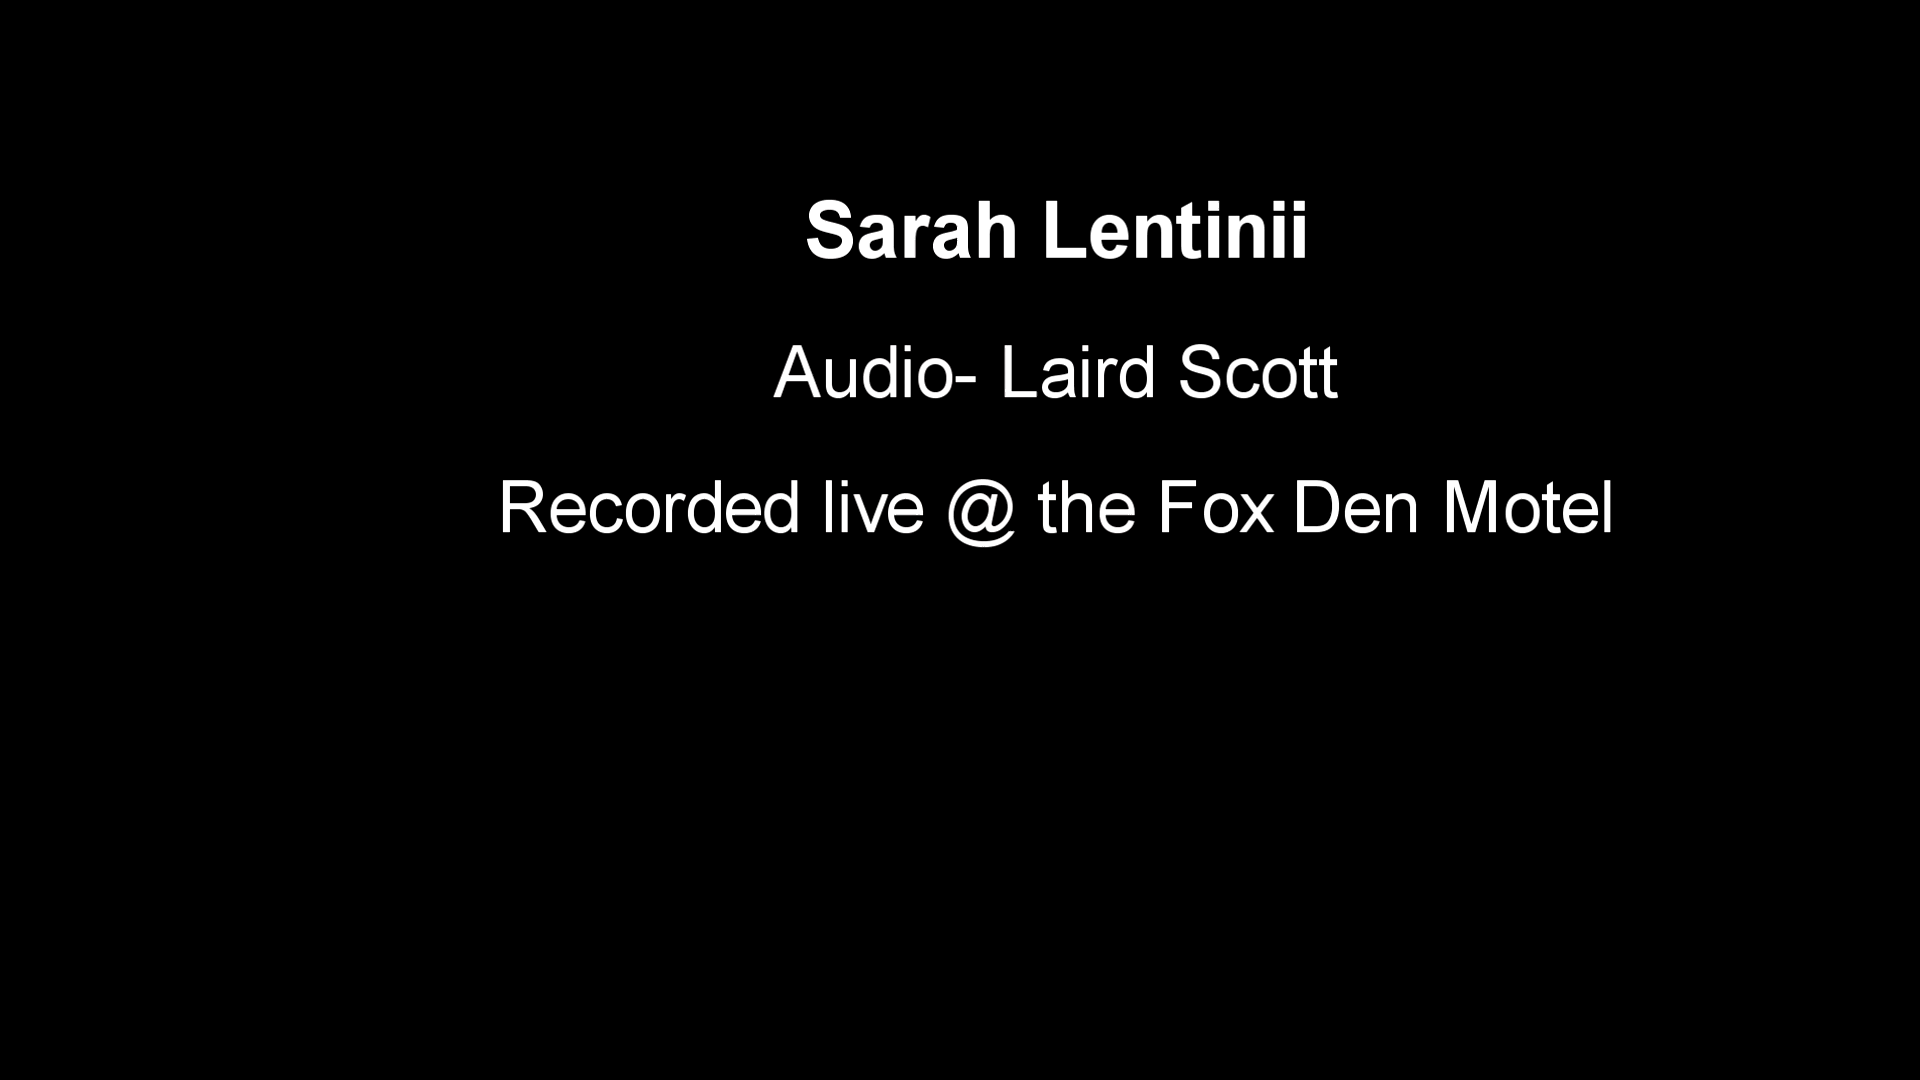 Sarah Lentinii
Audio- Laird Scott
Recorded live @ the Fox Den Motel